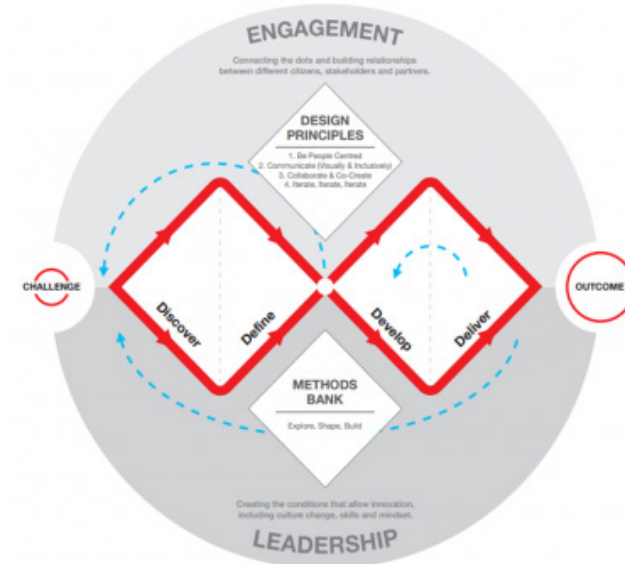 ENGAGEMENT
Connecting the dots and building relationships
between different citizens, stakeholders and partners.
DESIGN
PRINCIPLES
1. Be People Centred
2. Communicate (Visually & Inclusively)
3. Collaborate & Co-Create
4. Iterate, Iterate, Iterate
CHALLENGE
OUTCOME
Discover
Define
Develop
Deliver
METHODS
BANK
Explore, Shape, Build
Creating the conditions that allow innovation,
including culture change, skills and mindset.
LEADERSHIP